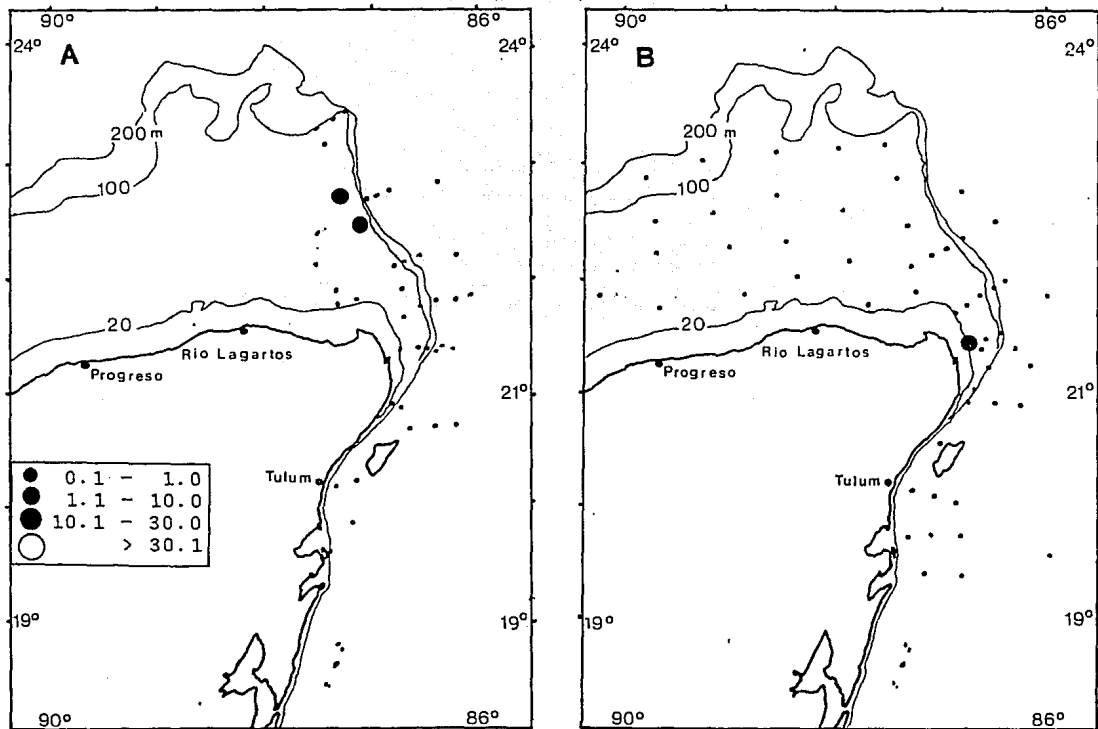 90° 86°
24° 24°
A
200 m
100
20
Rio Lagartos
Progreso
21°
Tulum
0.1 - 1.0
1.1 - 10.0
10.1 - 30.0
> 30.1
19° 19°
90° 86°
90° 86°
24° 24°
B
200 m
100
20
Rio Lagartos
Progreso
21°
Tulum
19° 19°
90° 86°